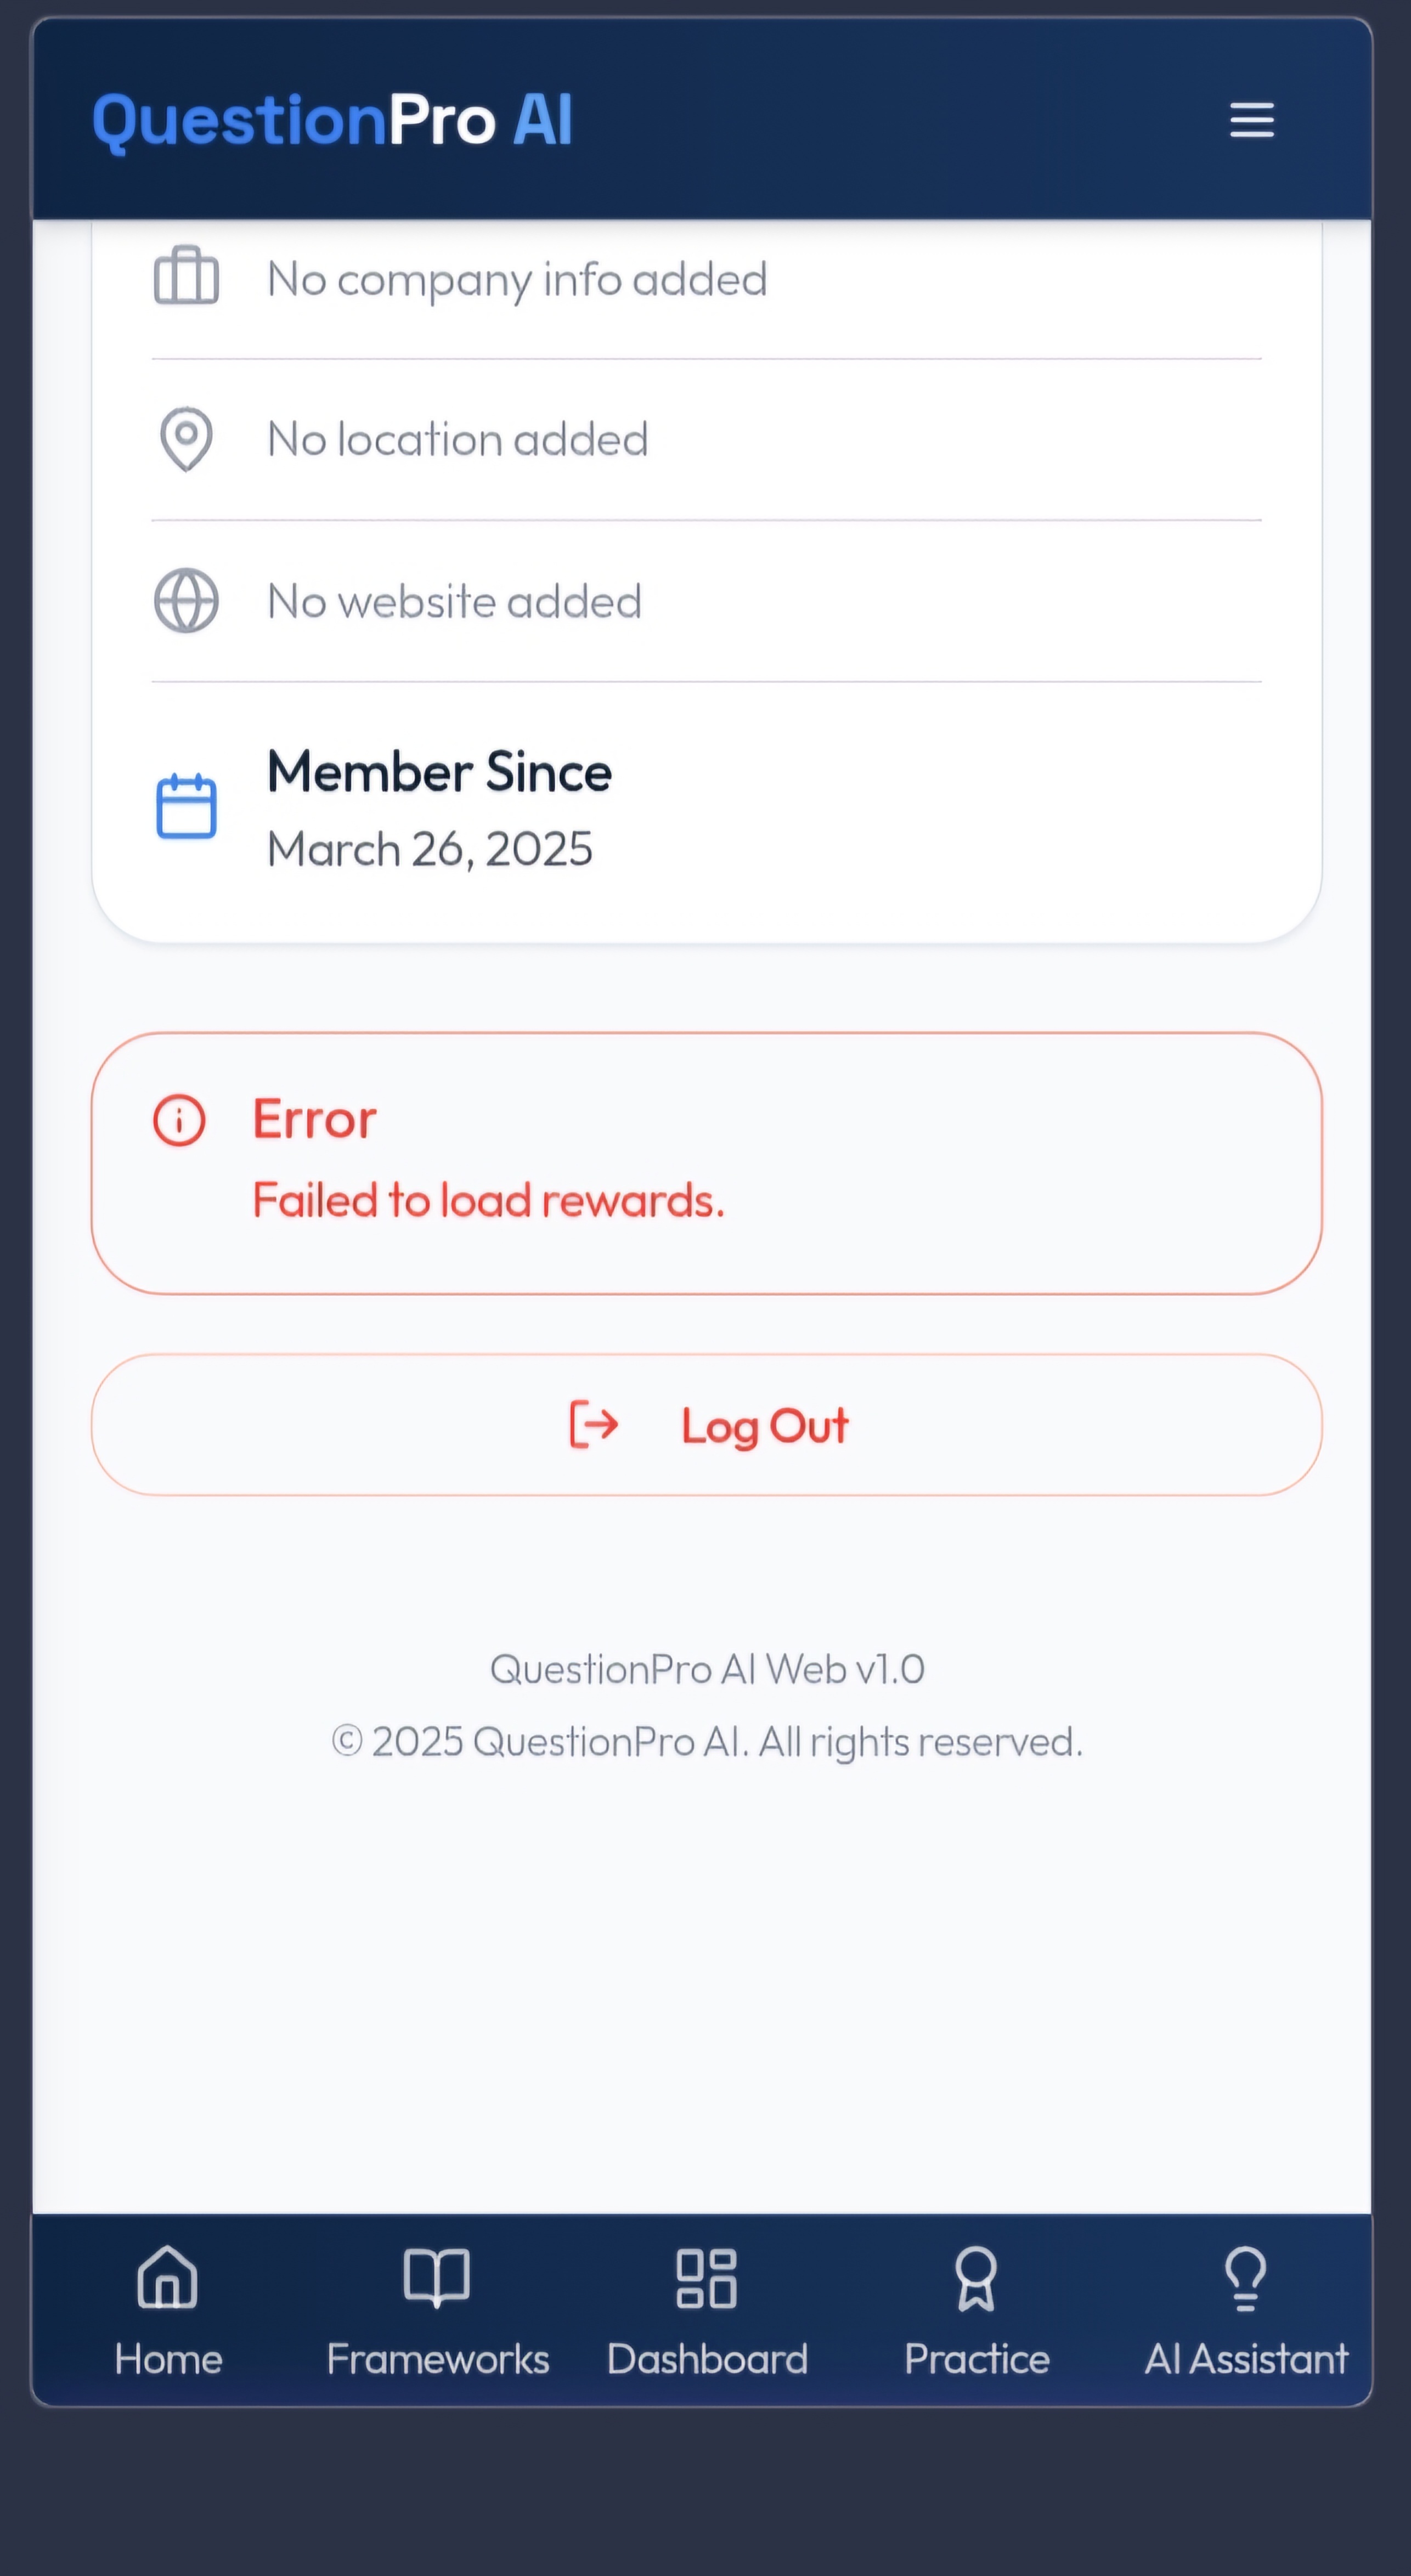 QuestionPro AI
No company info added
No location added
No website added
Member Since
March 26, 2025
Error
Failed to load rewards.
Log Out
QuestionPro AI Web v1.0
© 2025 QuestionPro AI. All rights reserved.
Home Frameworks Dashboard Practice AI Assistant